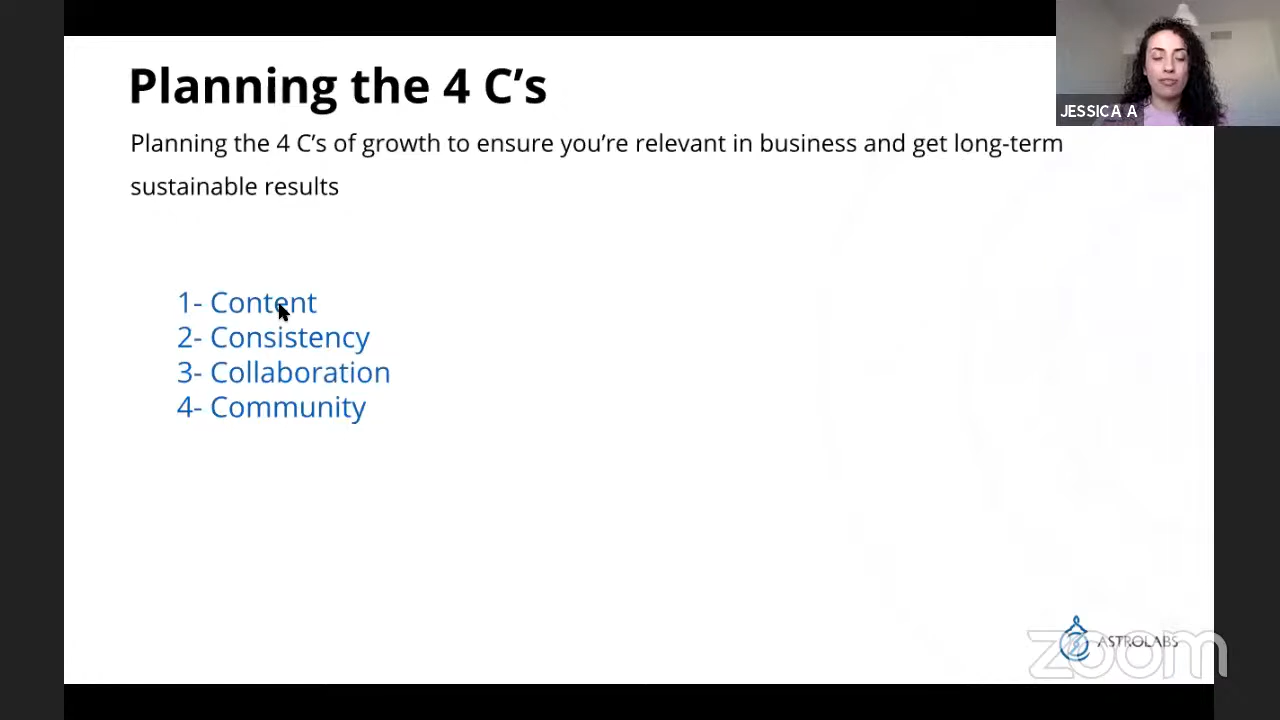 Planning the 4 C’s
JESSICA A
Planning the 4 C’s of growth to ensure you’re relevant in business and get long-term
sustainable results
1- Content
2- Consistency
3- Collaboration
4- Community
ASTROLABS
zoom